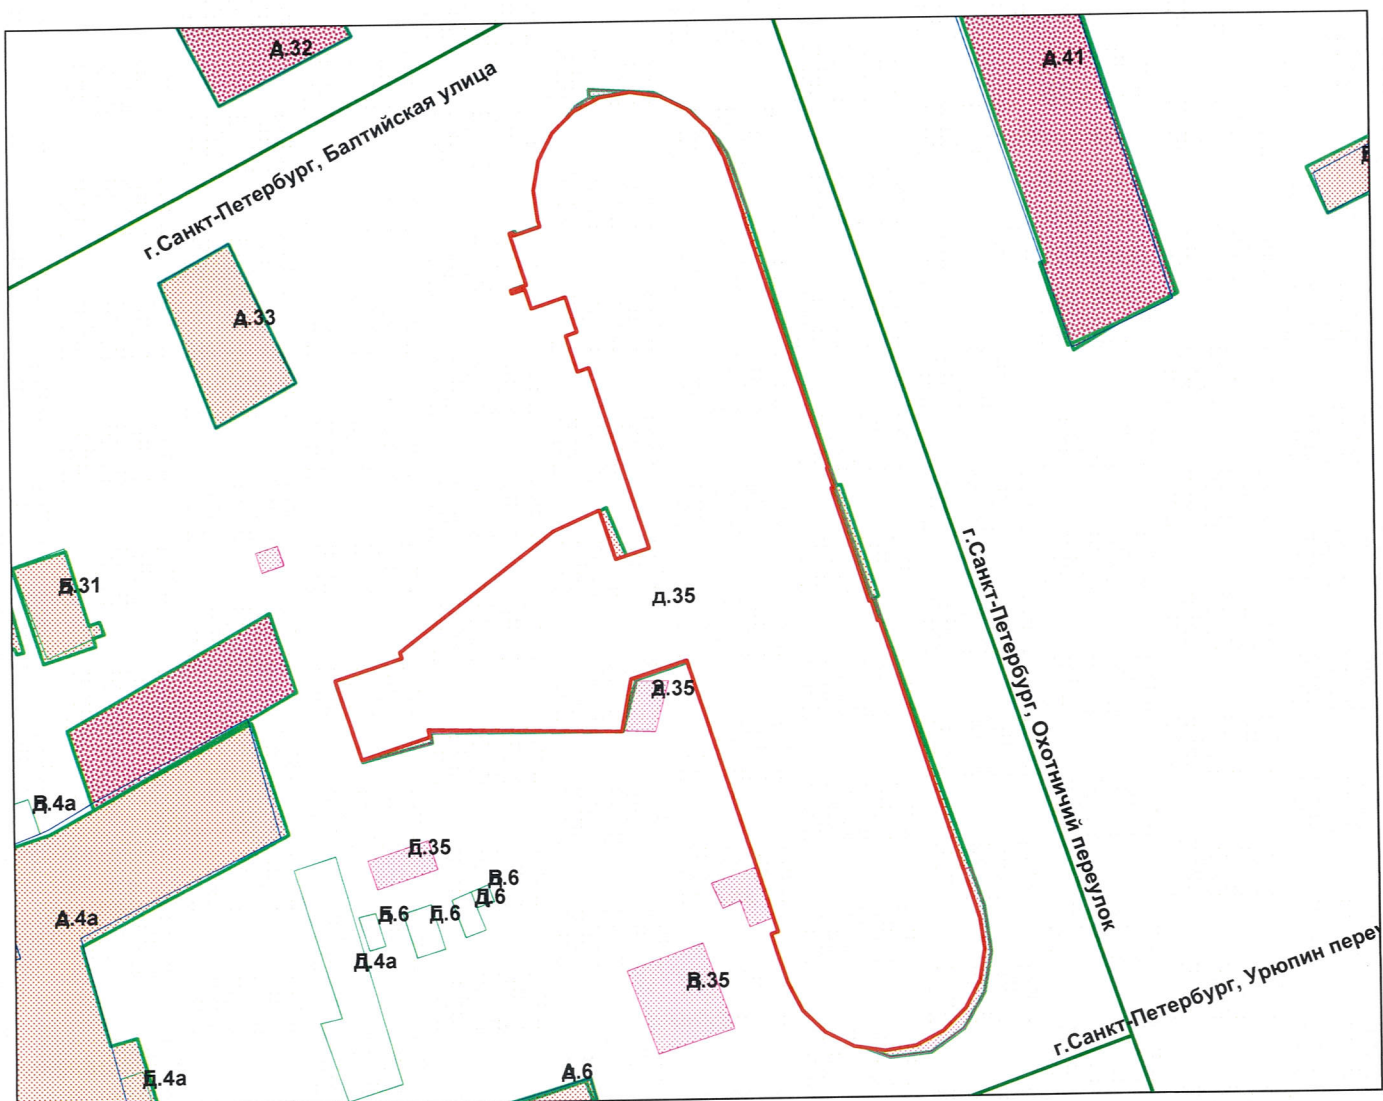 д.32
д.41
г.Санкт-Петербург, Балтийская улица
д.33
д.31
д.35
г.Санкт-Петербург, Охотничий переулок
д.35
д.4а
д.35
д.6
д.6
д.6
д.6
д.4а
д.4а
д.35
г.Санкт-Петербург, Урюпин
д.6
д.4а